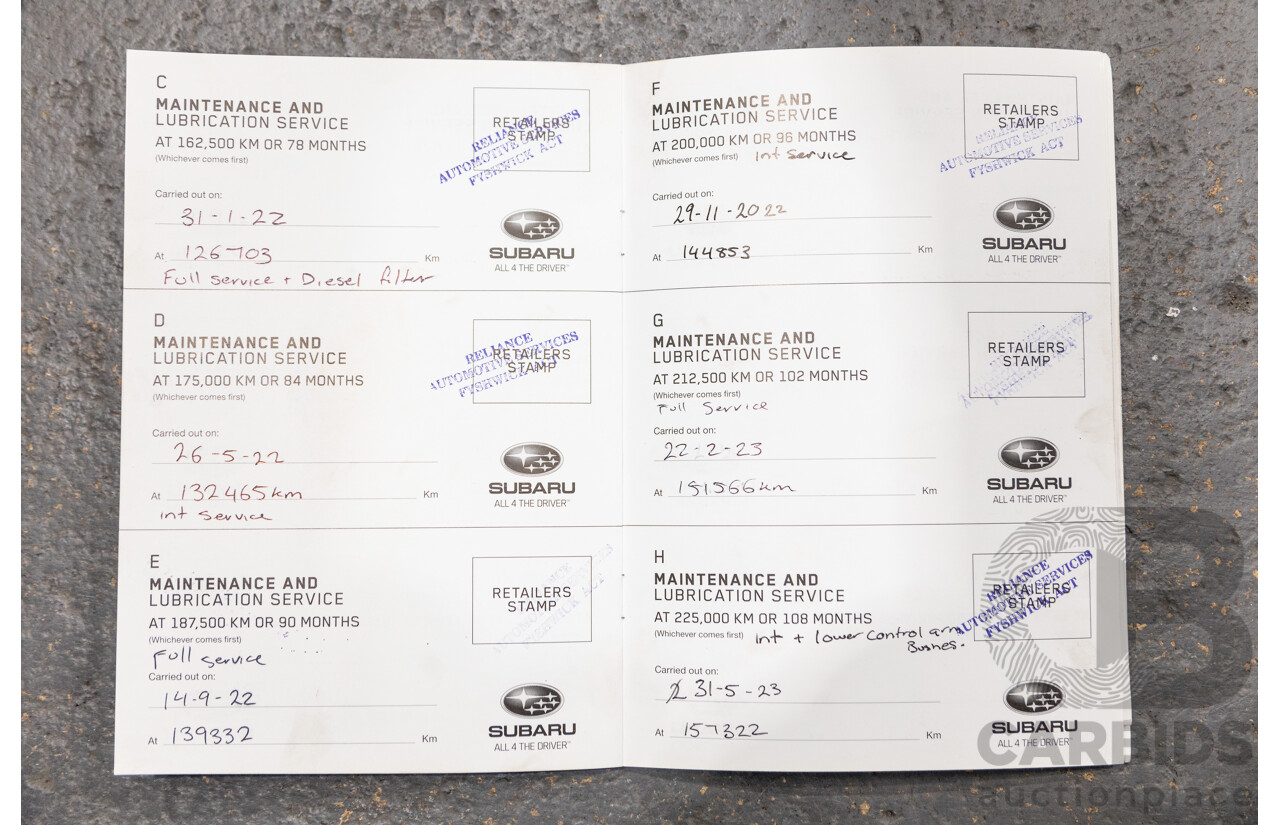 C
MAINTENANCE AND
LUBRICATION SERVICE
AT 162,500 KM OR 78 MONTHS
(Whichever comes first)
RETAILERS
STAMP
RELIANCE
AUTOMOTIVE SERVICES
FYSHWICK ACT
Carried out on:
31-1-22
At 126703 Km
Full service + Diesel filter
SUBARU
ALL 4 THE DRIVER™
D
MAINTENANCE AND
LUBRICATION SERVICE
AT 175,000 KM OR 84 MONTHS
(Whichever comes first)
RETAILERS
STAMP
RELIANCE
AUTOMOTIVE SERVICES
FYSHWICK ACT
Carried out on:
26-5-22
At 132465km Km
int service
SUBARU
ALL 4 THE DRIVER™
E
MAINTENANCE AND
LUBRICATION SERVICE
AT 187,500 KM OR 90 MONTHS
(Whichever comes first)
Full service
RETAILERS
STAMP
Carried out on:
14-9-22
At 139332 Km
SUBARU
ALL 4 THE DRIVER™
F
MAINTENANCE AND
LUBRICATION SERVICE
AT 200,000 KM OR 96 MONTHS
(Whichever comes first) Int Service
RETAILERS
STAMP
RELIANCE
AUTOMOTIVE SERVICES
FYSHWICK ACT
Carried out on:
29-11-2022
At 144853 Km
SUBARU
ALL 4 THE DRIVER™
G
MAINTENANCE AND
LUBRICATION SERVICE
AT 212,500 KM OR 102 MONTHS
(Whichever comes first)
Full Service
RETAILERS
STAMP
Carried out on:
22-2-23
At 151566km Km
SUBARU
ALL 4 THE DRIVER™
H
MAINTENANCE AND
LUBRICATION SERVICE
AT 225,000 KM OR 108 MONTHS
(Whichever comes first) Int + lower control arm
Bushes.
RETAILERS
STAMP
RELIANCE
AUTOMOTIVE SERVICES
FYSHWICK ACT
Carried out on:
31-5-23
At 157322 Km
SUBARU
ALL 4 THE DRIVER™
CB
CARBIDS
auctionplace